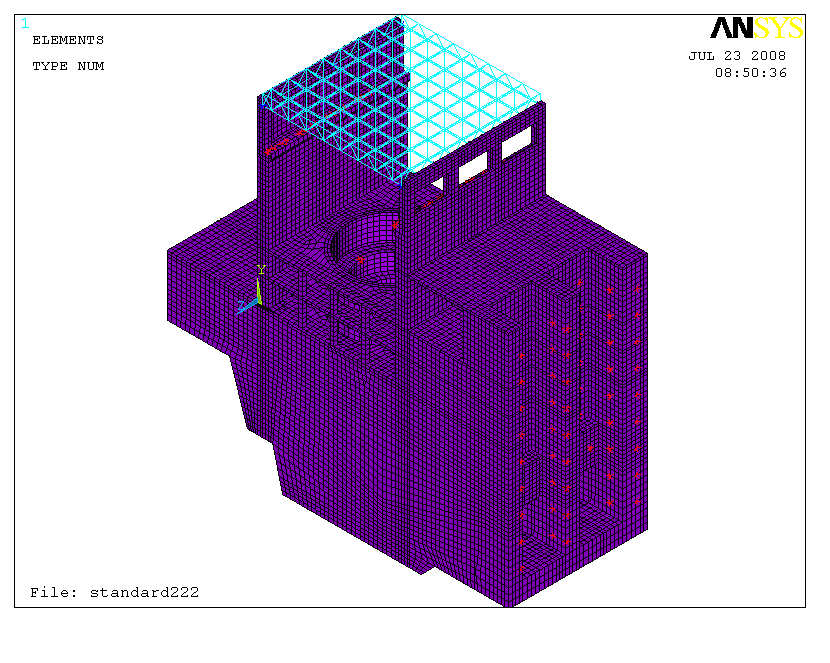 1
ANSYS
ELEMENTS
JUL 23 2008
TYPE NUM
08:50:36
Y
Z
File: standard222